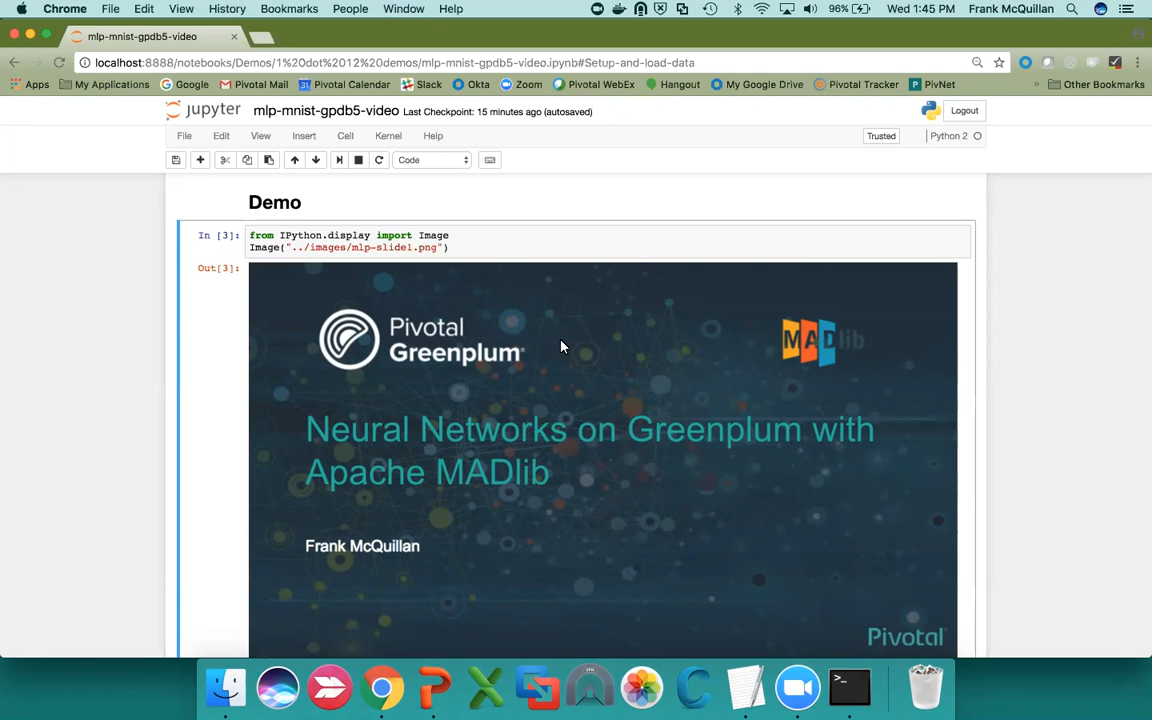 Chrome File Edit View History Bookmarks People Window Help 96% Wed 1:45 PM Frank McQuillan
mlp-mnist-gpdb5-video
localhost:8888/notebooks/Demos/1%20dot%2012%20demos/mlp-mnist-gpdb5-video.ipynb#Setup-and-load-data
Apps My Applications Google Pivotal Mail 31 Pivotal Calendar Slack Okta Zoom Pivotal WebEx Hangout My Google Drive Pivotal Tracker PivNet » Other Bookmarks
jupyter mlp-mnist-gpdb5-video Last Checkpoint: 15 minutes ago (autosaved) Logout
File Edit View Insert Cell Kernel Help Trusted Python 2
Code
Demo
In [3]: from IPython.display import Image
Image("../images/mlp-slide1.png")
Out[3]:
Pivotal
Greenplum
MADlib
Neural Networks on Greenplum with
Apache MADlib
Frank McQuillan
Pivotal
VPN
>_